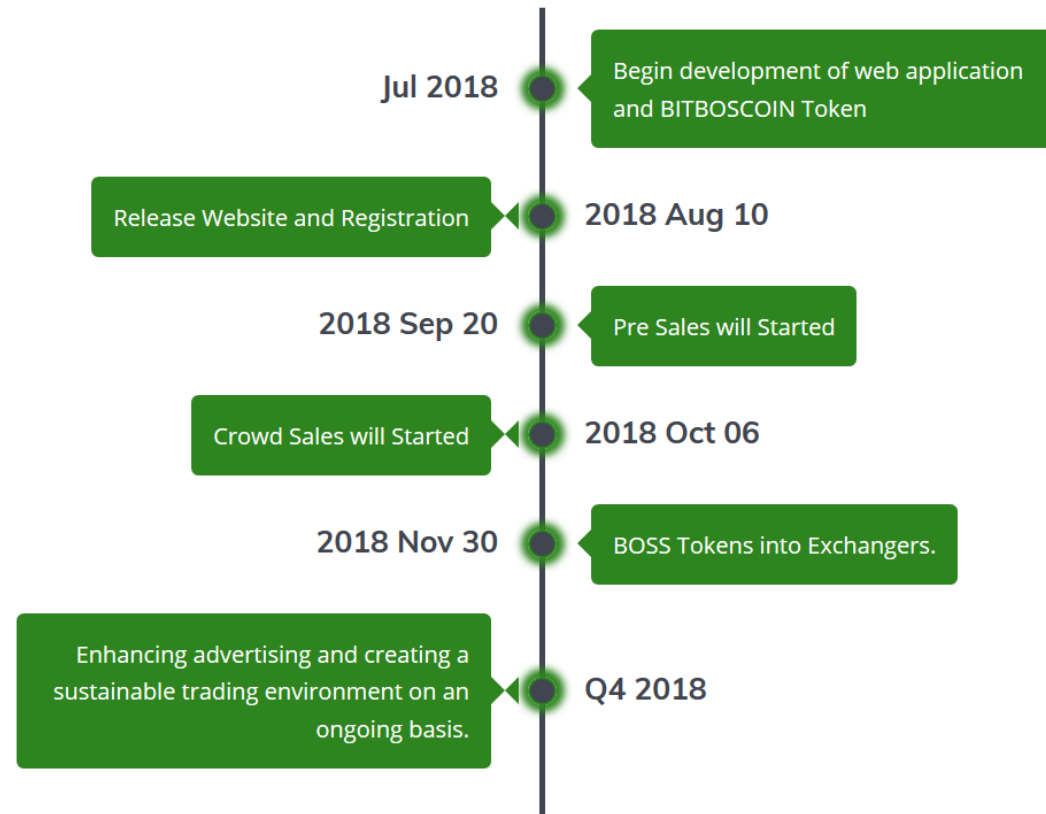 Jul 2018
Begin development of web application
and BITBOSCOIN Token
Release Website and Registration
2018 Aug 10
2018 Sep 20
Pre Sales will Started
Crowd Sales will Started
2018 Oct 06
2018 Nov 30
BOSS Tokens into Exchangers.
Enhancing advertising and creating a
sustainable trading environment on an
ongoing basis.
Q4 2018